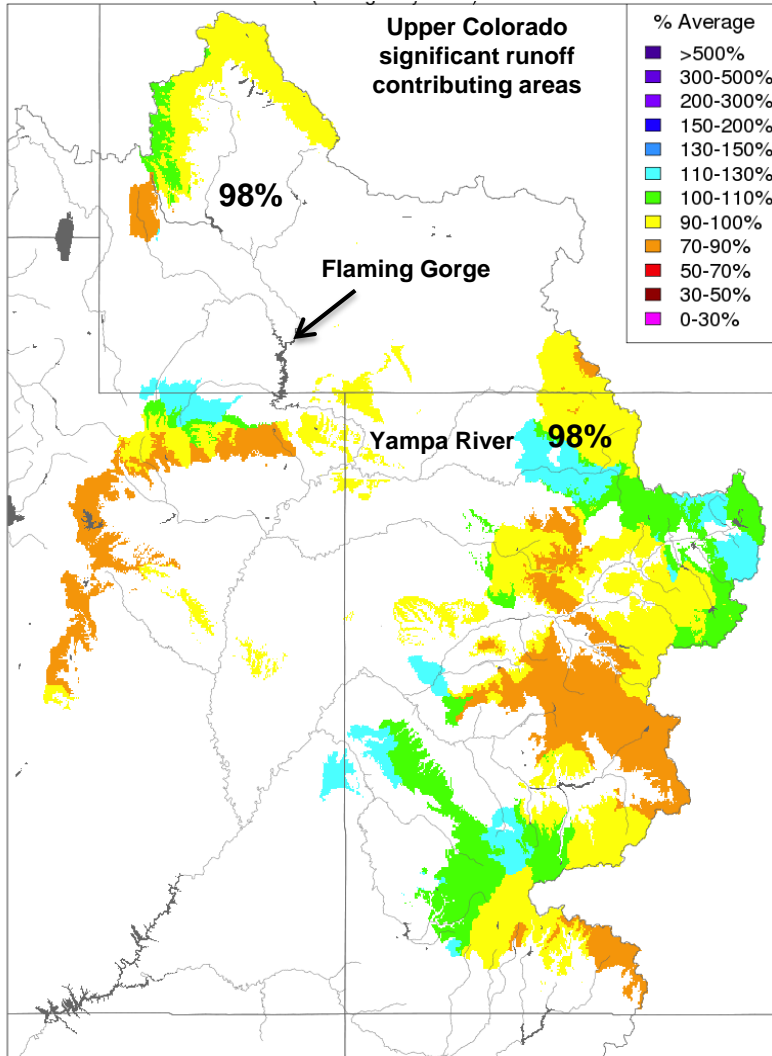 Upper Colorado
significant runoff
contributing areas
% Average
>500%
300-500%
200-300%
150-200%
130-150%
110-130%
100-110%
90-100%
70-90%
50-70%
30-50%
0-30%
98%
Flaming Gorge
Yampa River
98%